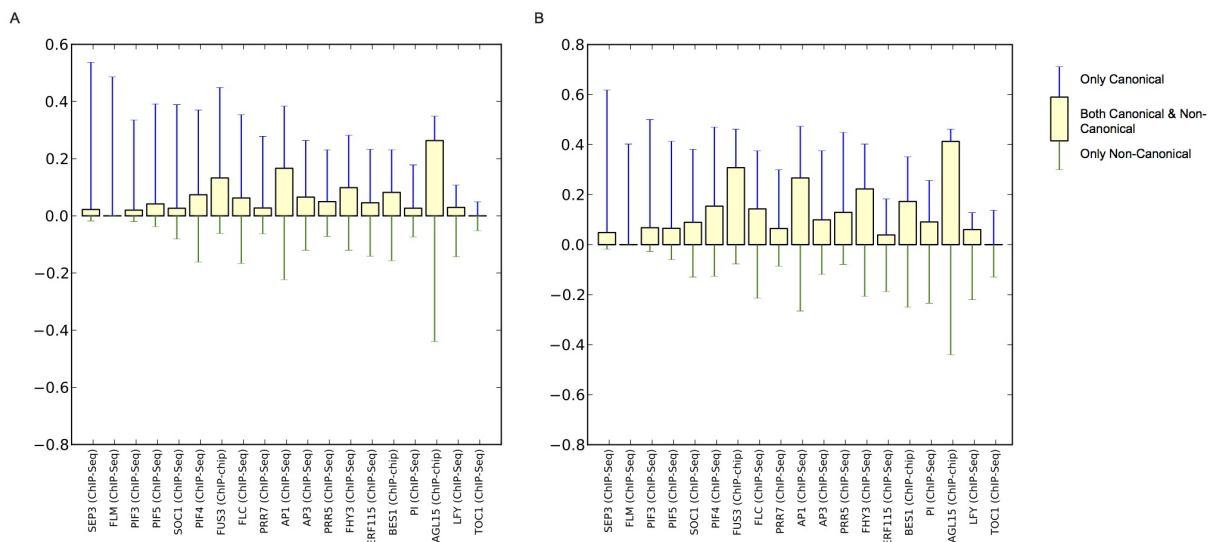 A
0.6
0.4
0.2
0.0
−0.2
−0.4
−0.6
−0.8
SEP3 (ChIP-Seq)
FLM (ChIP-Seq)
PIF3 (ChIP-Seq)
PIF5 (ChIP-Seq)
SOC1 (ChIP-Seq)
PIF4 (ChIP-Seq)
FUS3 (ChIP-chip)
FLC (ChIP-Seq)
PRR7 (ChIP-Seq)
AP1 (ChIP-Seq)
AP3 (ChIP-Seq)
PRR5 (ChIP-Seq)
FHY3 (ChIP-Seq)
ERF115 (ChIP-Seq)
BES1 (ChIP-chip)
PI (ChIP-Seq)
AGL15 (ChIP-chip)
LFY (ChIP-Seq)
TOC1 (ChIP-Seq)
B
0.8
0.6
0.4
0.2
0.0
−0.2
−0.4
−0.6
−0.8
SEP3 (ChIP-Seq)
FLM (ChIP-Seq)
PIF3 (ChIP-Seq)
PIF5 (ChIP-Seq)
SOC1 (ChIP-Seq)
PIF4 (ChIP-Seq)
FUS3 (ChIP-chip)
FLC (ChIP-Seq)
PRR7 (ChIP-Seq)
AP1 (ChIP-Seq)
AP3 (ChIP-Seq)
PRR5 (ChIP-Seq)
FHY3 (ChIP-Seq)
ERF115 (ChIP-Seq)
BES1 (ChIP-chip)
PI (ChIP-Seq)
AGL15 (ChIP-chip)
LFY (ChIP-Seq)
TOC1 (ChIP-Seq)
Only Canonical
Both Canonical & Non-
Canonical
Only Non-Canonical